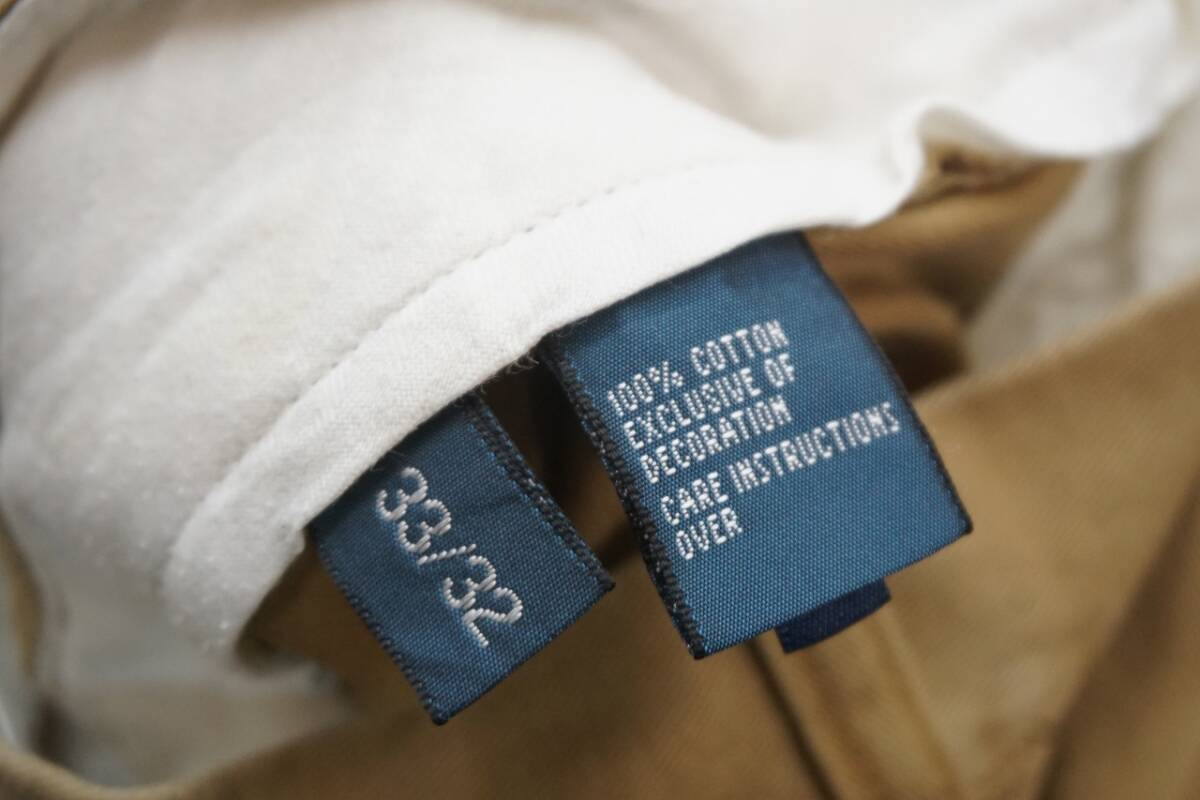 33/32
100% COTTON
EXCLUSIVE OF
DECORATION
CARE INSTRUCTIONS
OVER